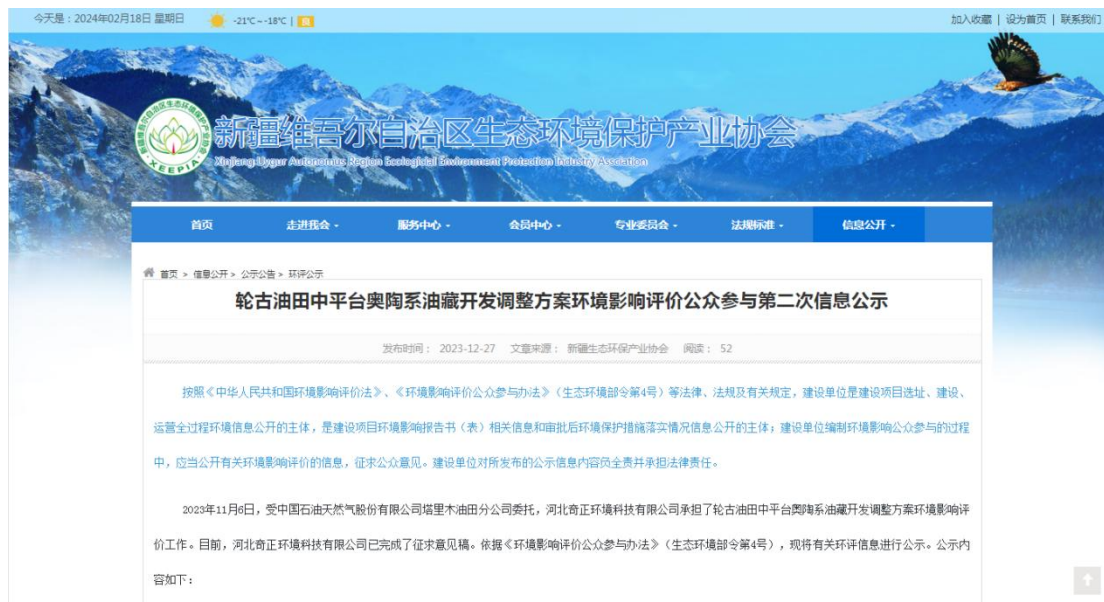 今天是：2024年02月18日 星期日 -21℃~-18℃ | 良 加入收藏 | 设为首页 | 联系我们
新疆维吾尔自治区生态环境保护产业协会
XEEPIA
首页 走进我会 服务中心 会员中心 专业委员会 法规标准 信息公开
首页 » 信息公开 » 公示公告 » 环评公示
轮古油田中平台奥陶系油藏开发调整方案环境影响评价公众参与第二次信息公示
发布时间： 2023-12-27 文章来源： 新疆生态环保产业协会 阅读： 52
按照《中华人民共和国环境影响评价法》、《环境影响评价公众参与办法》（生态环境部令第4号）等法律、法规及有关规定，建设单位是建设项目选址、建设、
运营全过程环境信息公开的主体，是建设项目环境影响报告书（表）相关信息和审批后环境保护措施落实情况信息公开的主体；建设单位编制环境影响公众参与的过程
中，应当公开有关环境影响评价的信息，征求公众意见。建设单位对所发布的公示信息内容负全责并承担法律责任。
2023年11月6日，受中国石油天然气股份有限公司塔里木油田分公司委托，河北奇正环境科技有限公司承担了轮古油田中平台奥陶系油藏开发调整方案环境影响评
价工作。目前，河北奇正环境科技有限公司已完成了征求意见稿。依据《环境影响评价公众参与办法》（生态环境部令第4号），现将有关环评信息进行公示。公示内
容如下：